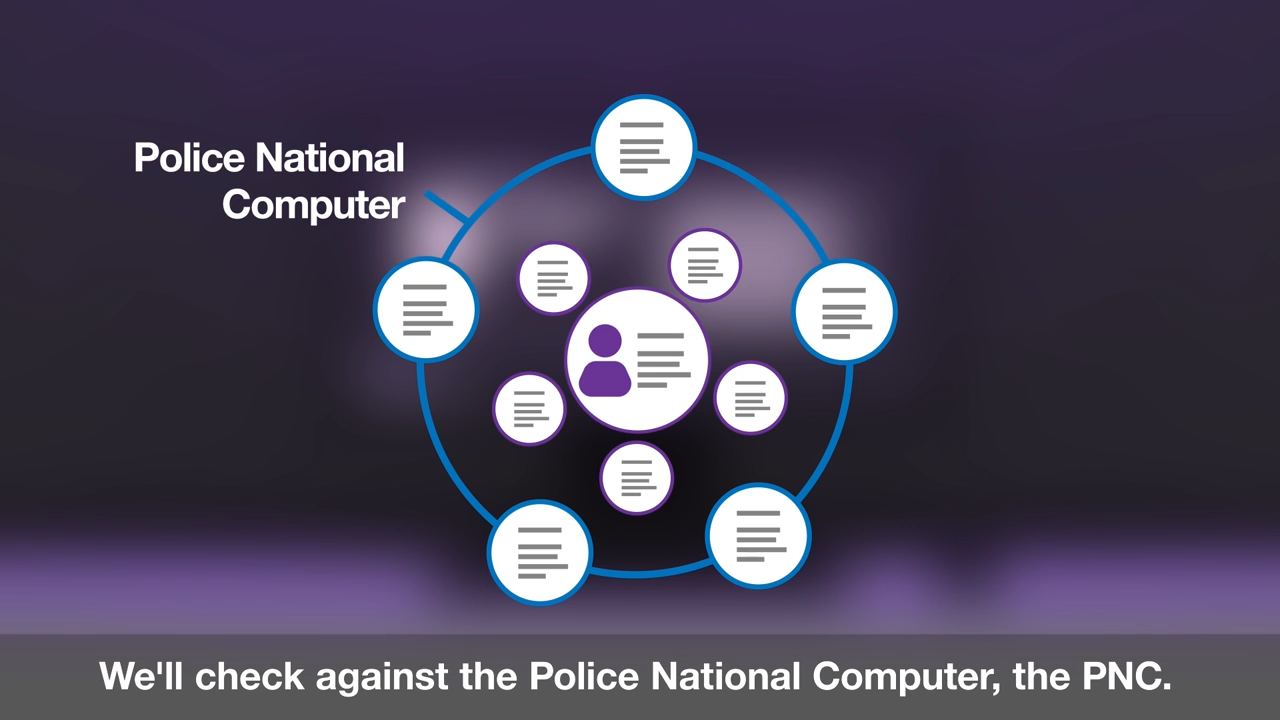 Police National
Computer
We'll check against the Police National Computer, the PNC.